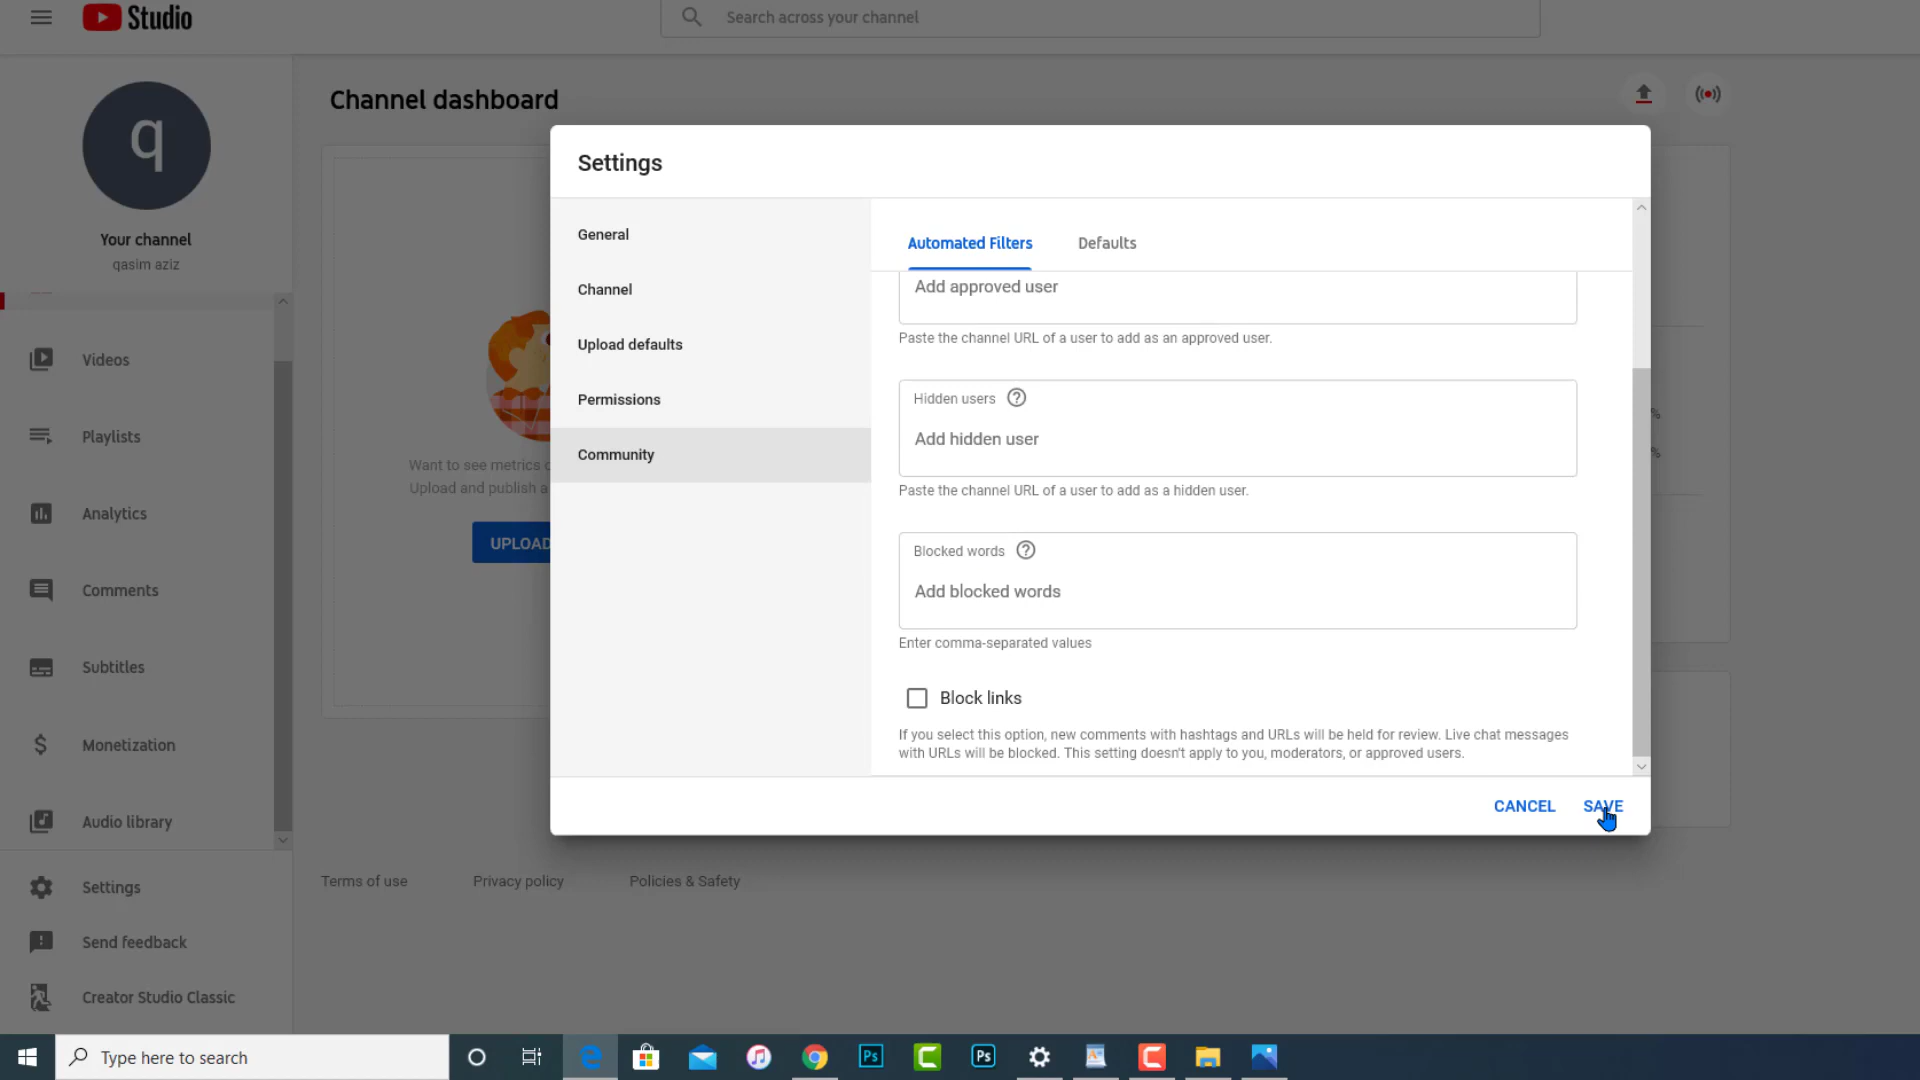 Studio
Search across your channel
Channel dashboard
q
Your channel
qasim aziz
Videos
Playlists
Analytics
Comments
Subtitles
Monetization
Audio library
Settings
Send feedback
Creator Studio Classic
Want to see metrics
Upload and publish a
UPLOAD
Settings
General
Channel
Upload defaults
Permissions
Community
Automated Filters
Defaults
Add approved user
Paste the channel URL of a user to add as an approved user.
Hidden users ?
Add hidden user
Paste the channel URL of a user to add as a hidden user.
Blocked words ?
Add blocked words
Enter comma-separated values
Block links
If you select this option, new comments with hashtags and URLs will be held for review. Live chat messages
with URLs will be blocked. This setting doesn't apply to you, moderators, or approved users.
CANCEL
SAVE
%
%
Terms of use
Privacy policy
Policies & Safety
Type here to search
Ps
Ps